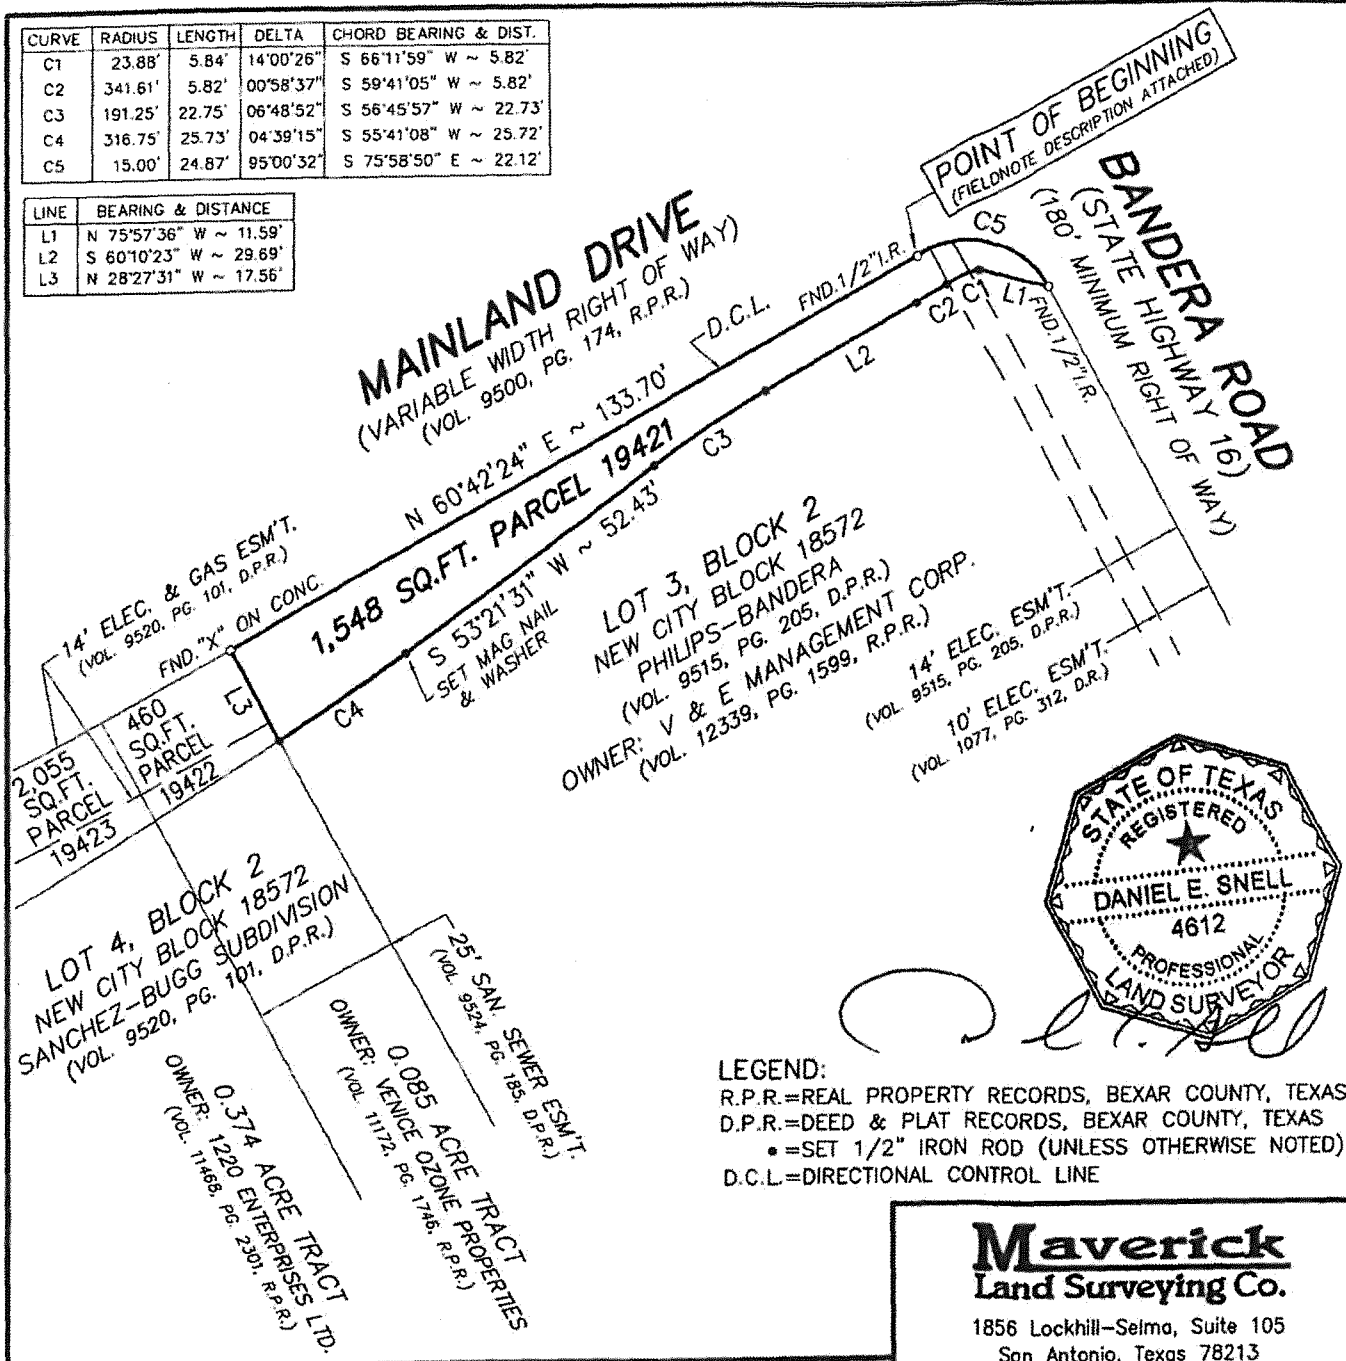 CURVE RADIUS LENGTH DELTA CHORD BEARING & DIST.
C1 23.88' 5.84' 14°00'26" S 66°11'59" W ~ 5.82'
C2 341.61' 5.82' 00°58'37" S 59°41'05" W ~ 5.82'
C3 191.25' 22.75' 06°48'52" S 56°45'57" W ~ 22.73'
C4 316.75' 25.73' 04°39'15" S 55°41'08" W ~ 25.72'
C5 15.00' 24.87' 95°00'32" S 75°58'50" E ~ 22.12'
LINE BEARING & DISTANCE
L1 N 75°57'36" W ~ 11.59'
L2 S 60°10'23" W ~ 29.69'
L3 N 28°27'31" W ~ 17.56'
POINT OF BEGINNING
(FIELDNOTE DESCRIPTION ATTACHED)
BANDERA ROAD
(STATE HIGHWAY 16)
(180' MINIMUM RIGHT OF WAY)
MAINLAND DRIVE
(VARIABLE WIDTH RIGHT OF WAY)
(VOL. 9500, PG. 174, R.P.R.)
D.C.L.
FND.1/2"I.R.
C5
C1
C2
L1
FND.1/2"I.R.
L2
C3
N 60°42'24" E ~ 133.70'
1,548 SQ.FT. PARCEL 19421
S 53°21'31" W ~ 52.43'
SET MAG NAIL
& WASHER
14' ELEC. & GAS ESM'T.
(VOL. 9520, PG. 101, D.P.R.)
FND."X" ON CONC.
L3
C4
460
SQ.FT.
PARCEL
19422
2,055
SQ.FT.
PARCEL
19423
LOT 3, BLOCK 2
NEW CITY BLOCK 18572
PHILIPS-BANDERA
(VOL. 9515, PG. 205, D.P.R.)
OWNER: V & E MANAGEMENT CORP.
(VOL. 12339, PG. 1599, R.P.R.)
14' ELEC. ESM'T.
(VOL. 9515, PG. 205, D.P.R.)
10' ELEC. ESM'T.
(VOL. 1077, PG. 312, D.R.)
LOT 4, BLOCK 2
NEW CITY BLOCK 18572
SANCHEZ-BUGG SUBDIVISION
(VOL. 9520, PG. 101, D.P.R.)
25' SAN. SEWER ESM'T.
(VOL. 9524, PG. 185, D.P.R.)
0.085 ACRE TRACT
OWNER: VENICE OZONE PROPERTIES
(VOL. 11172, PG. 1746, R.P.R.)
0.374 ACRE TRACT
OWNER: 1220 ENTERPRISES LTD.
(VOL. 11468, PG. 2301, R.P.R.)
STATE OF TEXAS
REGISTERED
DANIEL E. SNELL
4612
PROFESSIONAL
LAND SURVEYOR
LEGEND:
R.P.R.=REAL PROPERTY RECORDS, BEXAR COUNTY, TEXAS
D.P.R.=DEED & PLAT RECORDS, BEXAR COUNTY, TEXAS
•=SET 1/2" IRON ROD (UNLESS OTHERWISE NOTED)
D.C.L.=DIRECTIONAL CONTROL LINE
Maverick
Land Surveying Co.
1856 Lockhill-Selma, Suite 105
San Antonio, Texas 78213